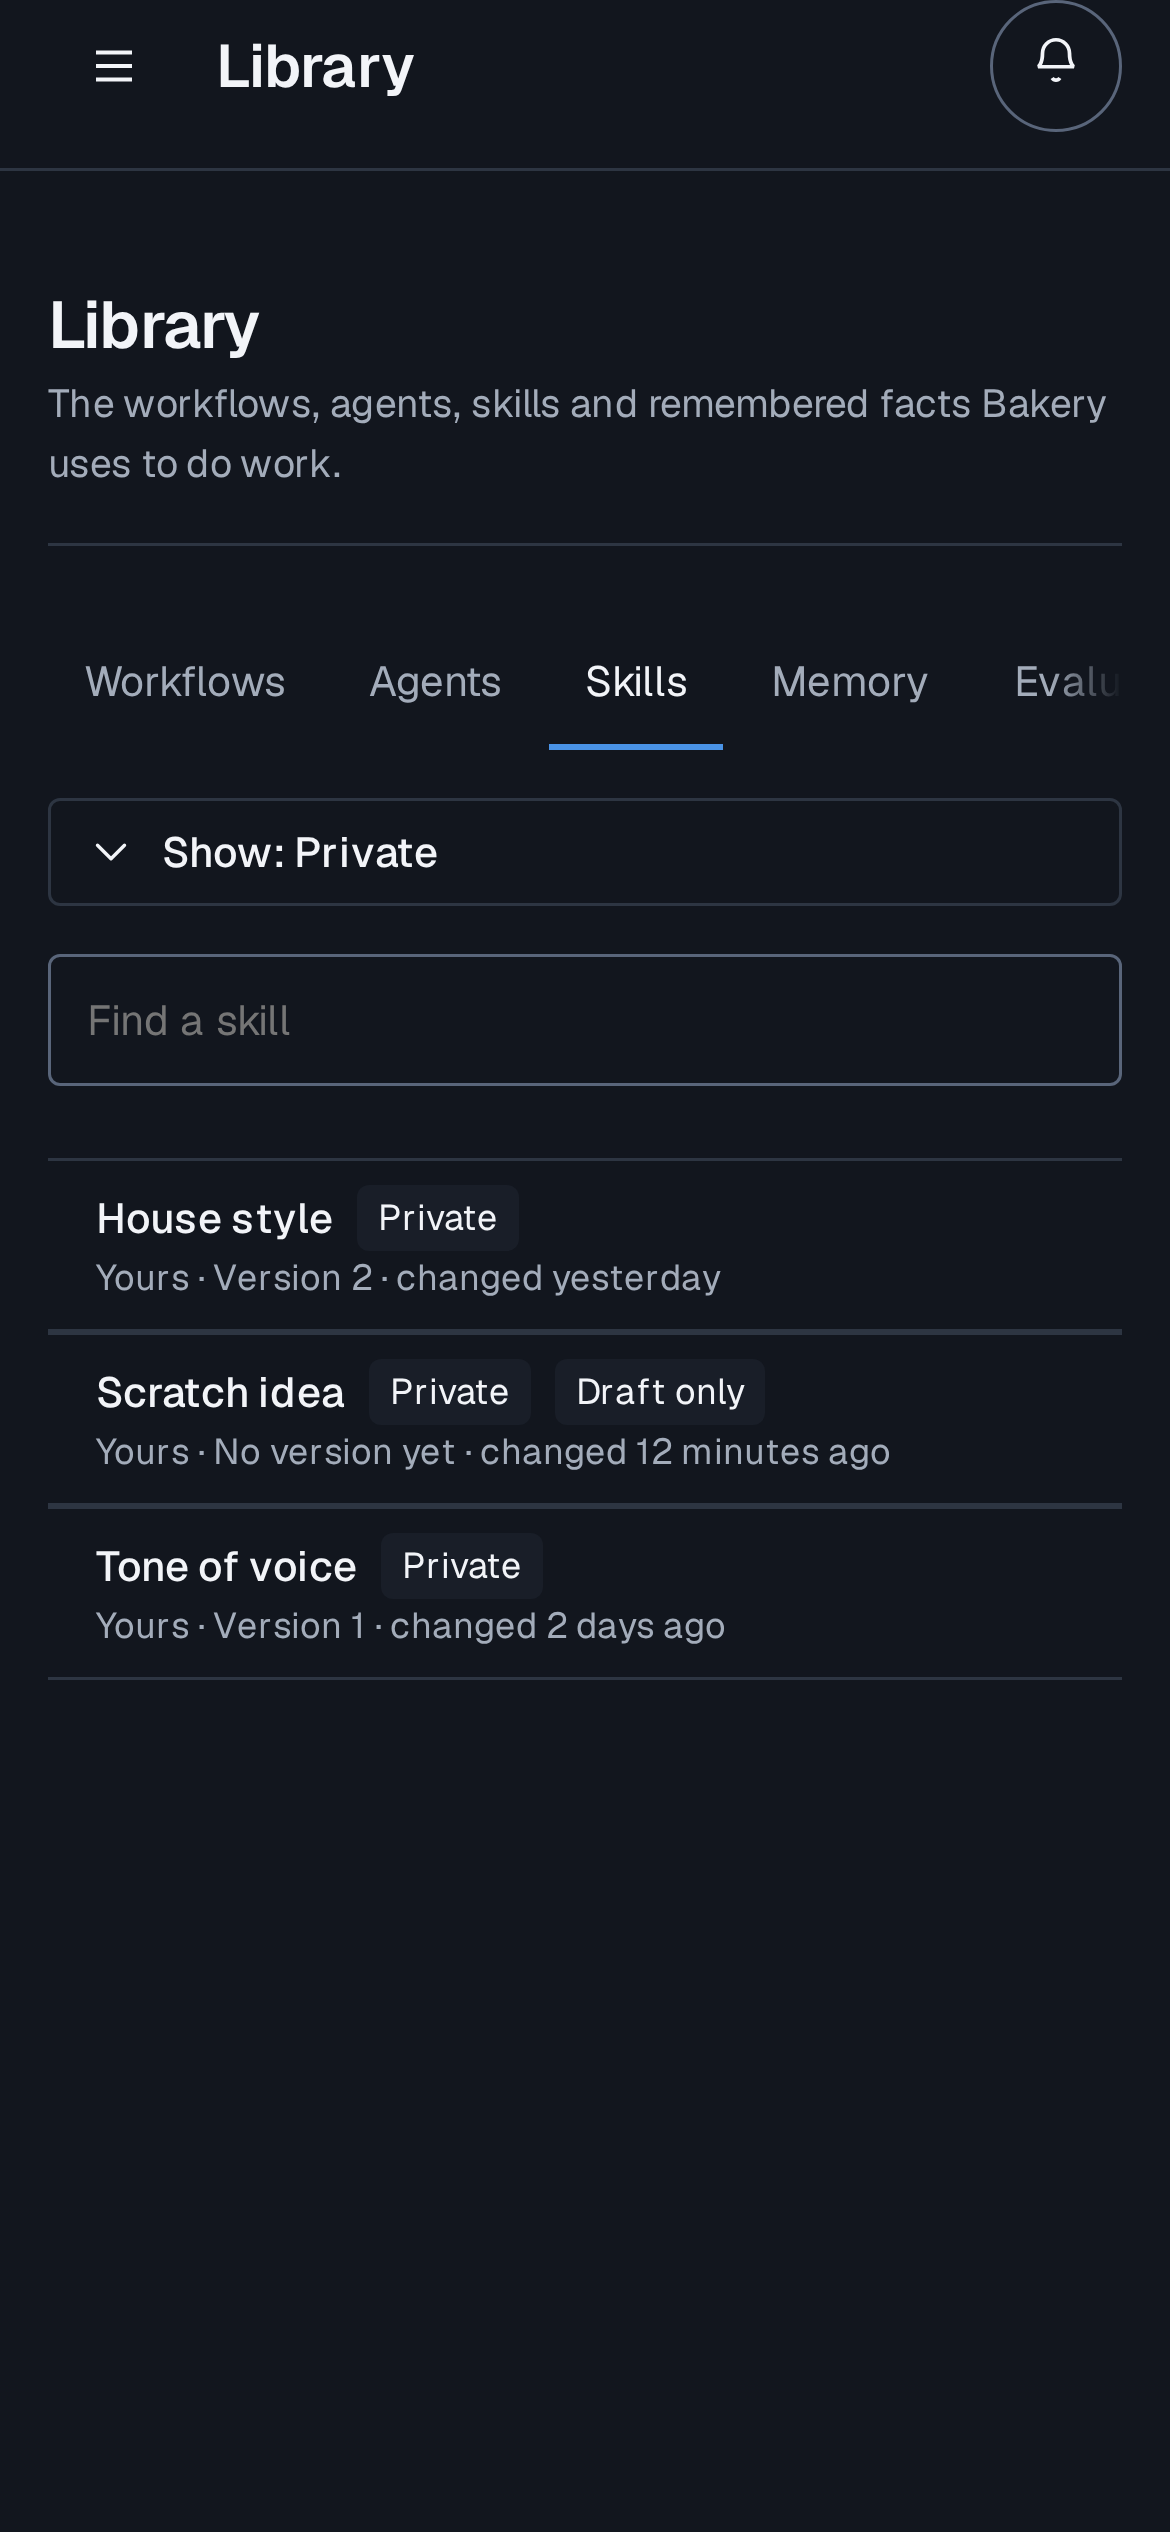 Library
Library
The workflows, agents, skills and remembered facts Bakery
uses to do work.
Workflows Agents Skills Memory Evalu
Show: Private
Find a skill
House style Private
Yours · Version 2 · changed yesterday
Scratch idea Private Draft only
Yours · No version yet · changed 12 minutes ago
Tone of voice Private
Yours · Version 1 · changed 2 days ago